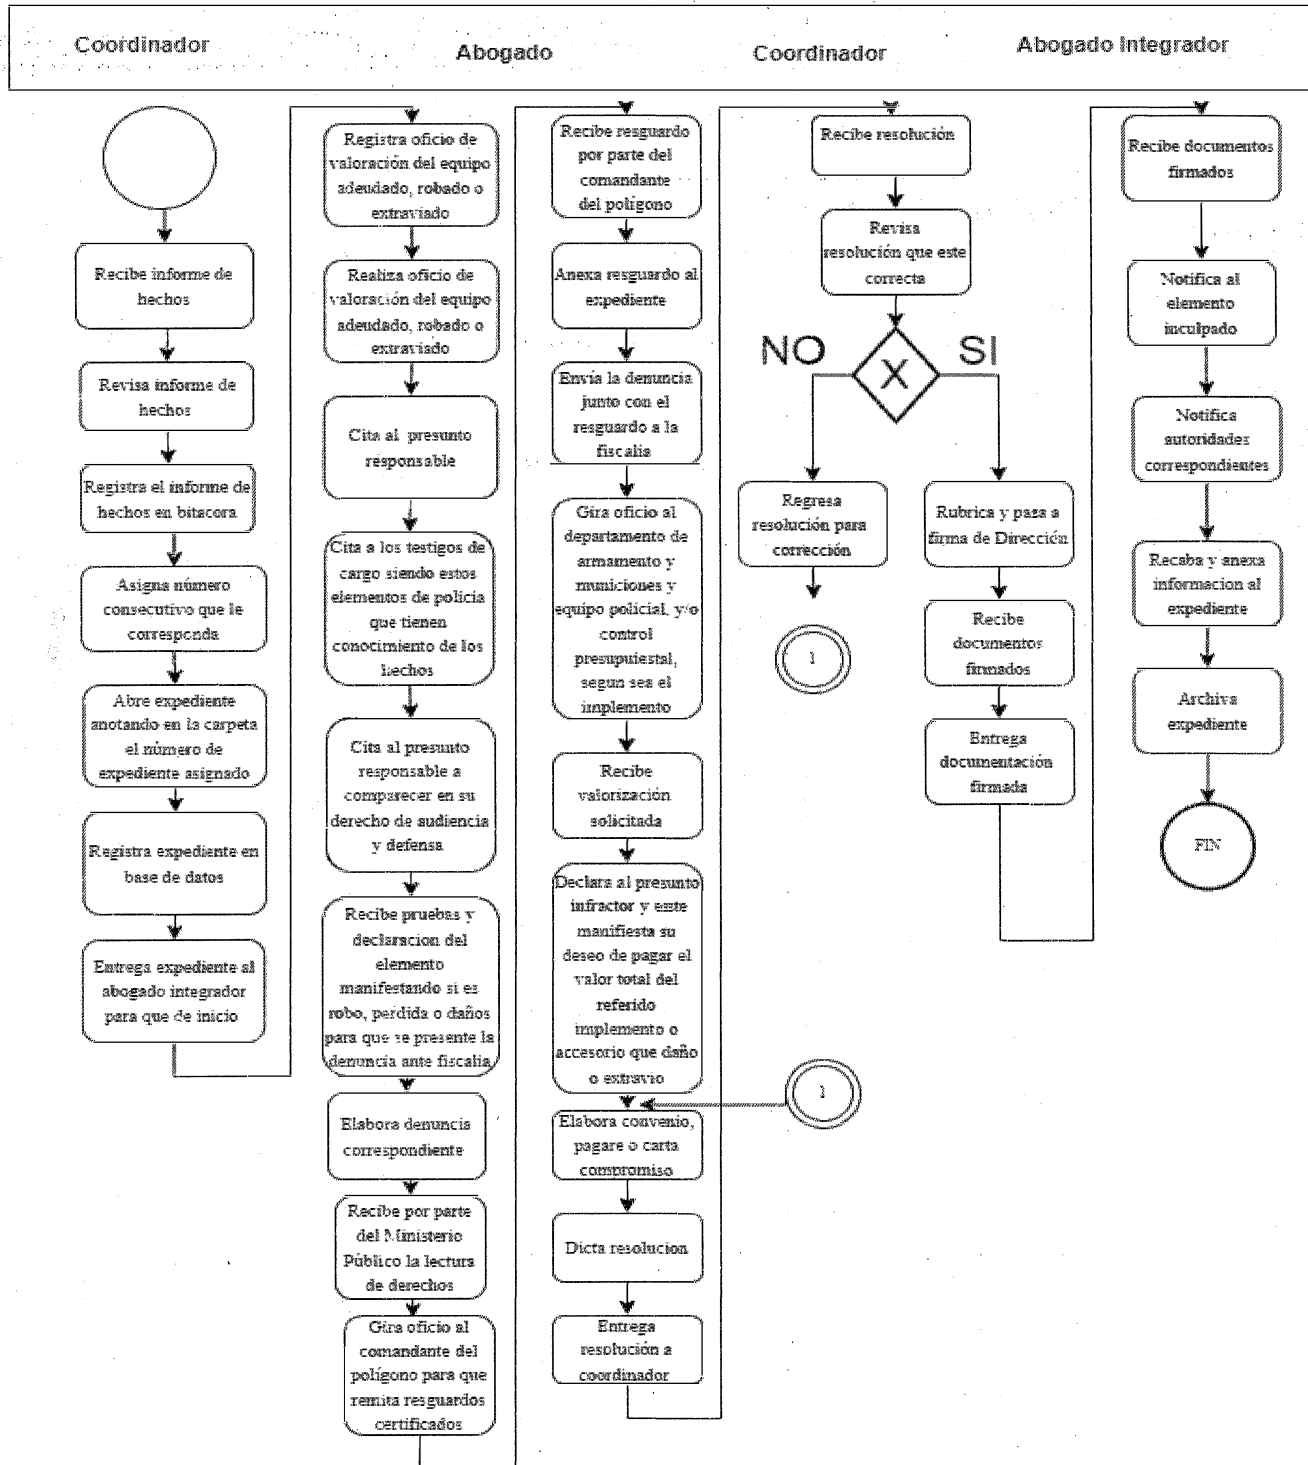 Coordinador
Abogado
Coordinador
Abogado Integrador
Recibe informe de
hechos
Revisa informe de
hechos
Registra el informe de
hechos en bitacora
Asigna número
consecutivo que le
corresponda
Abre expediente
anotando en la carpeta
el número de
expediente asignado
Registra expediente en
base de datos
Entrega expediente al
abogado integrador
para que de inicio
Registra oficio de
valoración del equipo
adeudado, robado o
extraviado
Realiza oficio de
valoración del equipo
adeudado, robado o
extraviado
Cita al presunto
responsable
Cita a los testigos de
cargo siendo estos
elementos de policia
que tienen
conocimiento de los
hechos
Cita al presunto
responsable a
comparecer en su
derecho de audiencia
y defensa
Recibe pruebas y
declaracion del
elemento
manifestando si es
robo, perdida o daños
para que se presente la
denuncia ante fiscalia
Elabora denuncia
correspondiente
Recibe por parte
del Ministerio
Público la lectura
de derechos
Gira oficio al
comandante del
polígono para que
remita resguardos
certificados
Recibe resguardo
por parte del
comandante
del polígono
Anexa resguardo al
expediente
Envía la denuncia
junto con el
resguardo a la
fiscalia
Gira oficio al
departamento de
armamento y
municiones y
equipo policial, y/o
control
presupuiestal,
segun sea el
implemento
Recibe
valorización
solicitada
Declara al presunto
infractor y este
manifiesta su
deseo de pagar el
valor total del
referido
implemento o
accesorio que daño
o extravio
Elabora convenio,
pagare o carta
compromiso
Dicta resolucion
Entrega
resolución a
coordinador
Recibe resolución
Revisa
resolución que este
correcta
NO
X
SI
Regresa
resolución para
corrección
1
Rubrica y pasa a
firma de Dirección
Recibe
documentos
firmados
Entrega
documentación
firmada
1
Recibe documentos
firmados
Notifica al
elemento
inculpado
Notifica
autoridades
correspondientes
Recaba y anexa
informacion al
expediente
Archiva
expediente
FIN